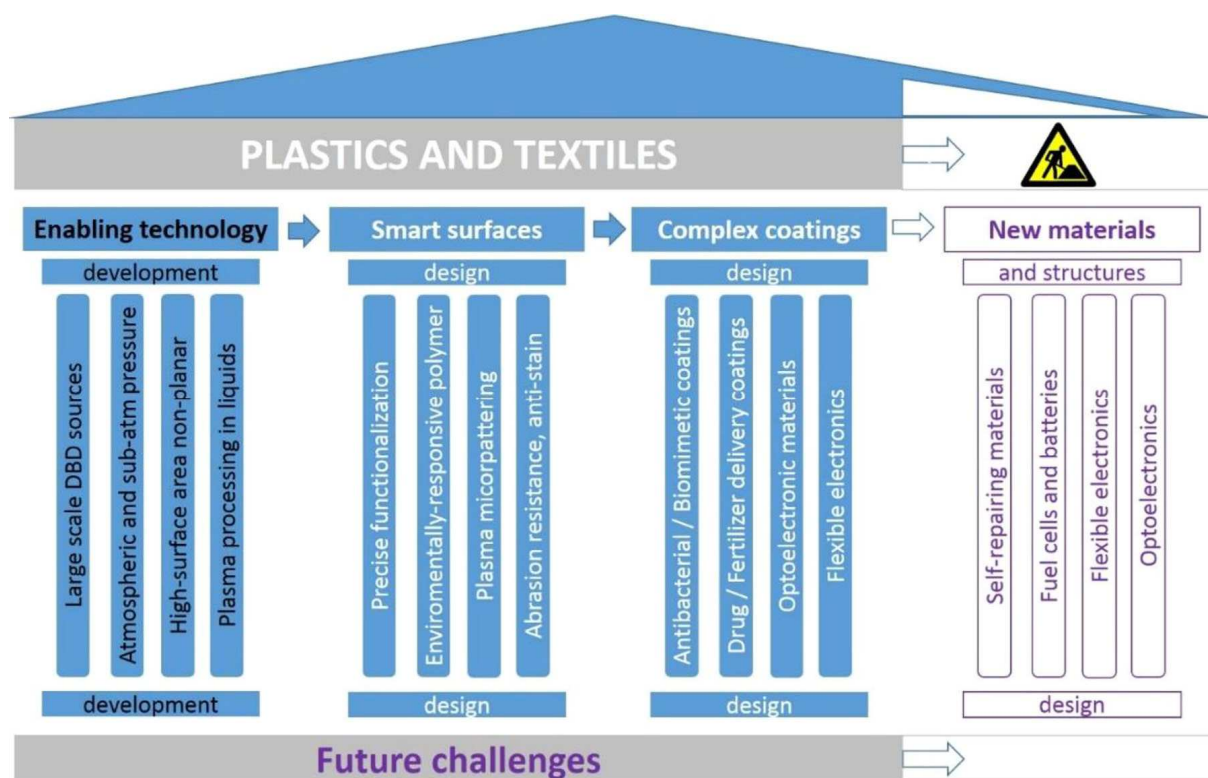 PLASTICS AND TEXTILES
Enabling technology
development
Large scale DBD sources
Atmospheric and sub-atm pressure
High-surface area non-planar
Plasma processing in liquids
development
Smart surfaces
design
Precise functionalization
Enviromentally-responsive polymer
Plasma micorpattering
Abrasion resistance, anti-stain
design
Complex coatings
design
Antibacterial / Biomimetic coatings
Drug / Fertilizer delivery coatings
Optoelectronic materials
Flexible electronics
design
New materials
and structures
Self-repairing materials
Fuel cells and batteries
Flexible electronics
Optoelectronics
design
Future challenges